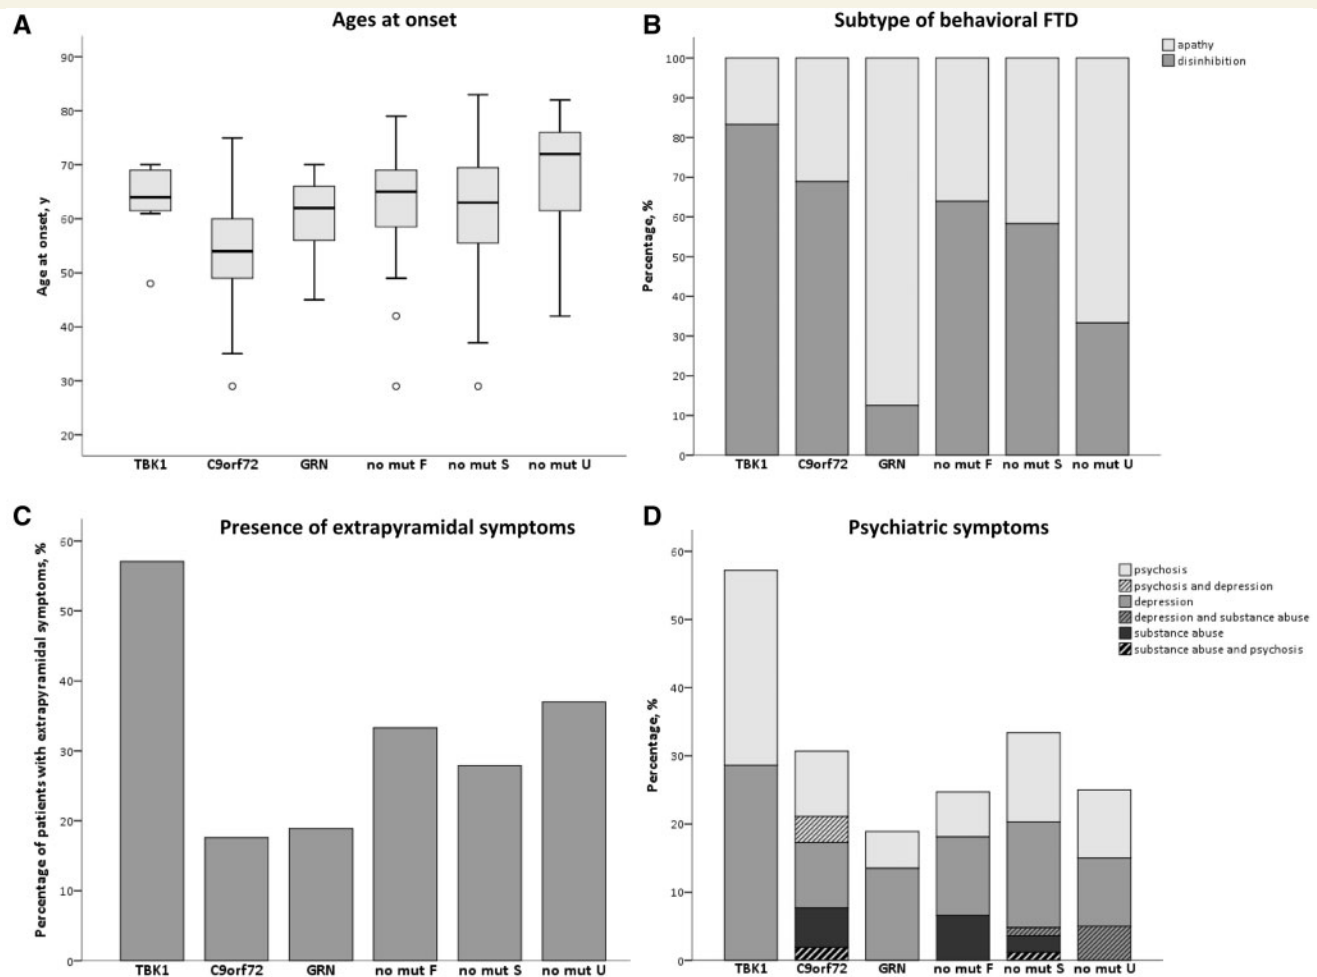 A
Ages at onset
Age at onset, y
90
80
70
60
50
40
30
20
TBK1 C9orf72 GRN no mut F no mut S no mut U
B
Subtype of behavioral FTD
apathy
disinhibition
Percentage, %
100
90
80
70
60
50
40
30
20
10
0
TBK1 C9orf72 GRN no mut F no mut S no mut U
C
Presence of extrapyramidal symptoms
Percentage of patients with extrapyramidal symptoms, %
60
50
40
30
20
10
0
TBK1 C9orf72 GRN no mut F no mut S no mut U
D
Psychiatric symptoms
psychosis
psychosis and depression
depression
depression and substance abuse
substance abuse
substance abuse and psychosis
Percentage, %
60
50
40
30
20
10
0
TBK1 C9orf72 GRN no mut F no mut S no mut U